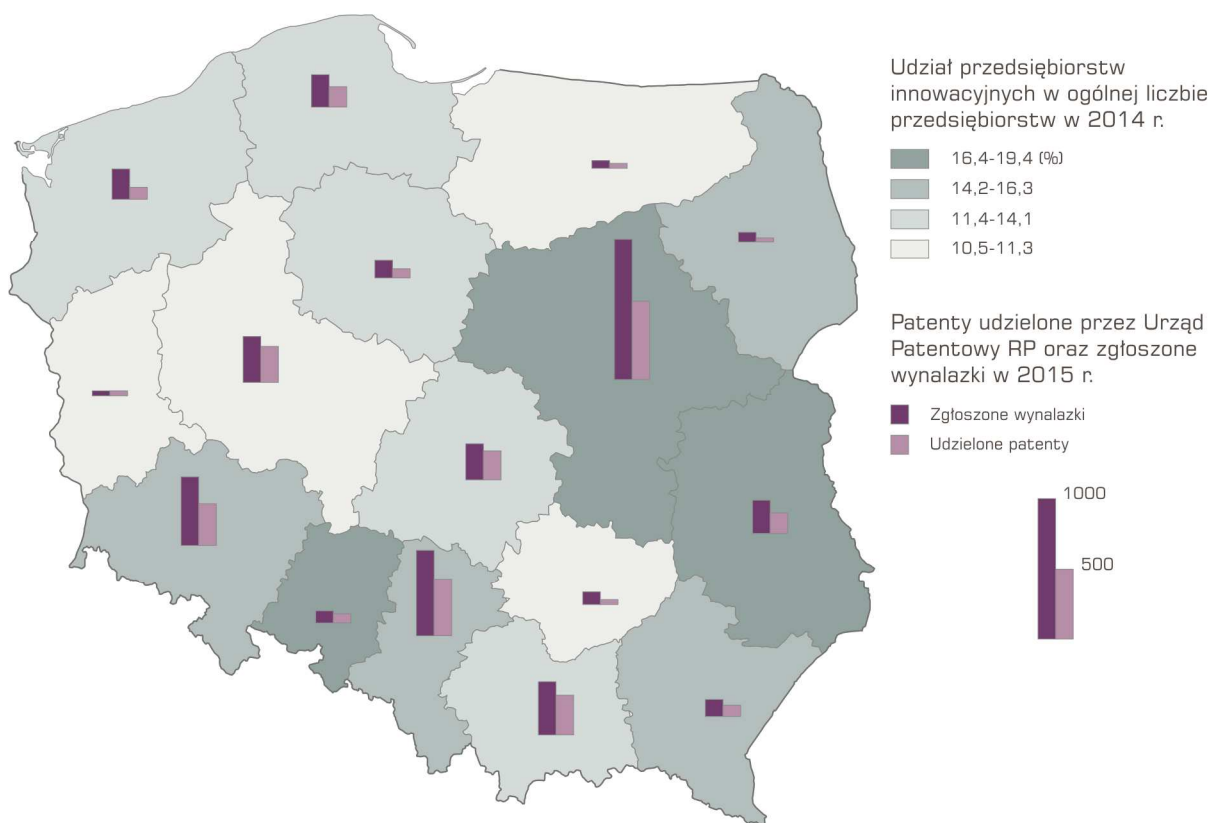 Udział przedsiębiorstw
innowacyjnych w ogólnej liczbie
przedsiębiorstw w 2014 r.
16,4-19,4 (%)
14,2-16,3
11,4-14,1
10,5-11,3
Patenty udzielone przez Urząd
Patentowy RP oraz zgłoszone
wynalazki w 2015 r.
Zgłoszone wynalazki
Udzielone patenty
1000
500